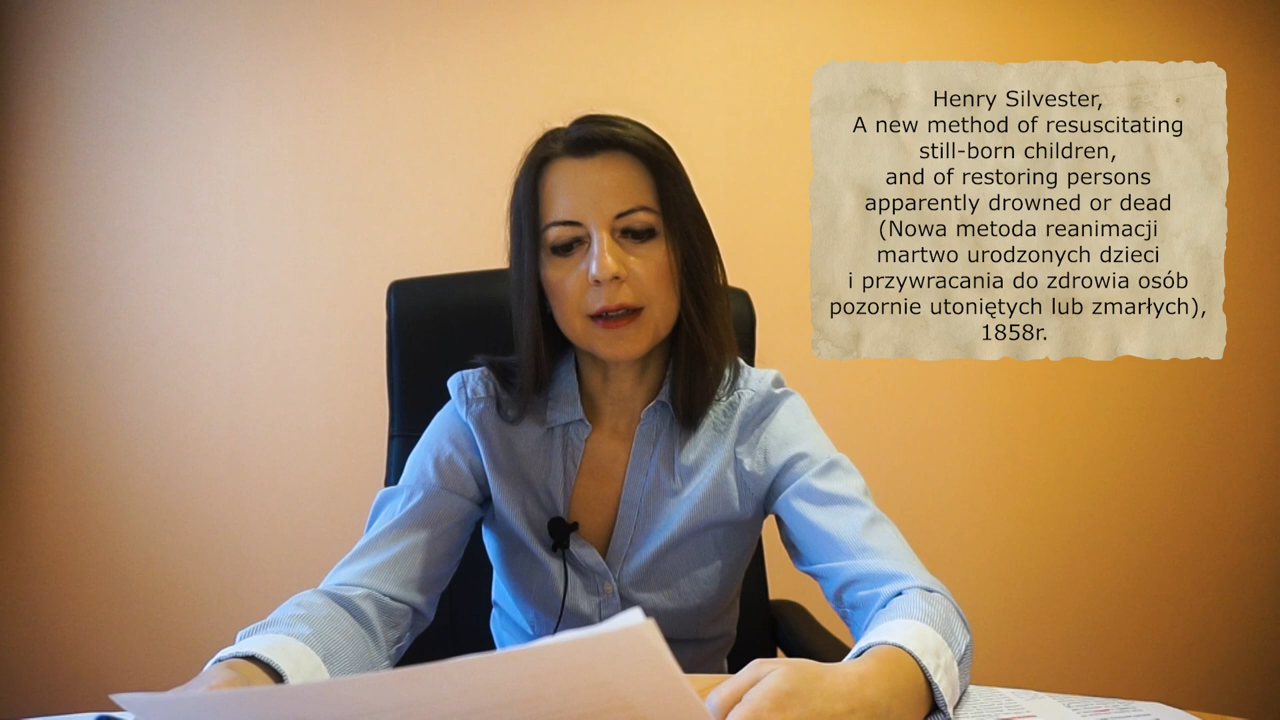 Henry Silvester,
A new method of resuscitating
still-born children,
and of restoring persons
apparently drowned or dead
(Nowa metoda reanimacji
martwo urodzonych dzieci
i przywracania do zdrowia osób
pozornie utoniętych lub zmarłych),
1858r.